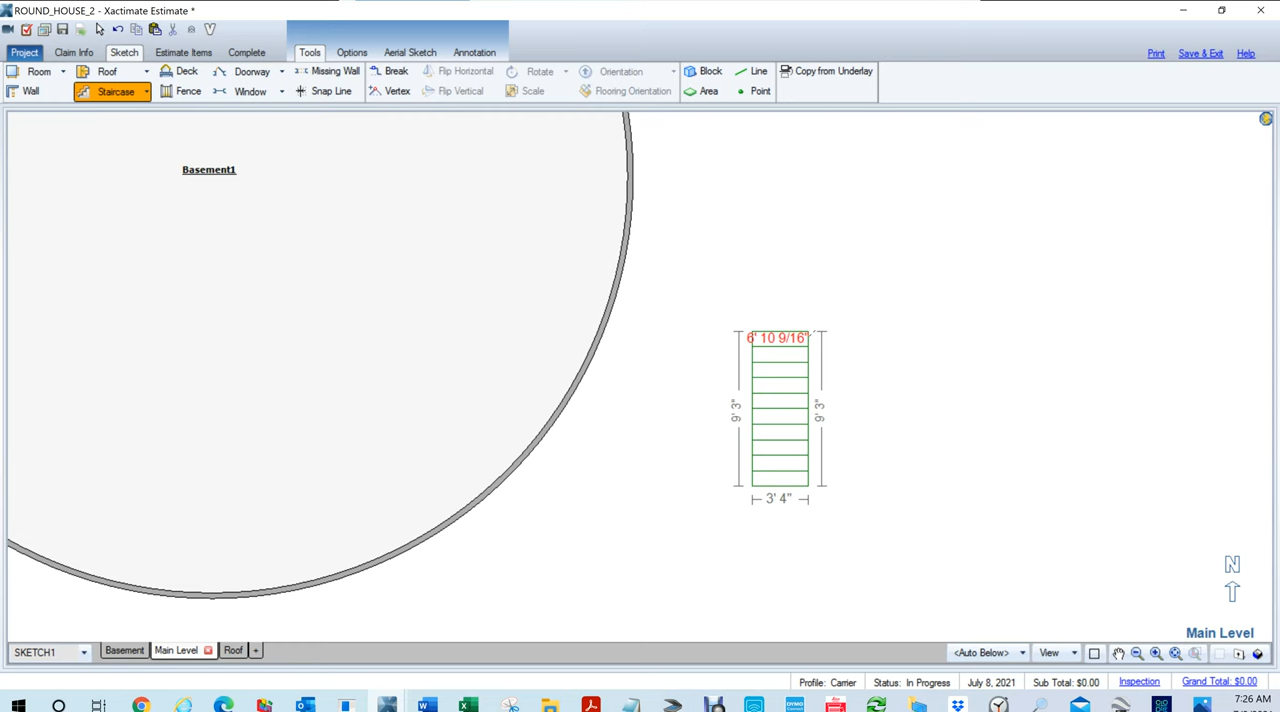 ROUND_HOUSE_2 - Xactimate Estimate *
Project Claim Info Sketch Estimate Items Complete Tools Options Aerial Sketch Annotation Print Save & Exit Help
Room Roof Deck Doorway Missing Wall Break Flip Horizontal Rotate Orientation Block Line Copy from Underlay
Wall Staircase Fence Window Snap Line Vertex Flip Vertical Scale Flooring Orientation Area Point
Basement1
6' 10 9/16"
9' 3" 9' 3"
3' 4"
N
Main Level
SKETCH1 Basement Main Level Roof + <Auto Below> View
Profile: Carrier Status: In Progress July 8, 2021 Sub Total: $0.00 Inspection Grand Total: $0.00
7:26 AM